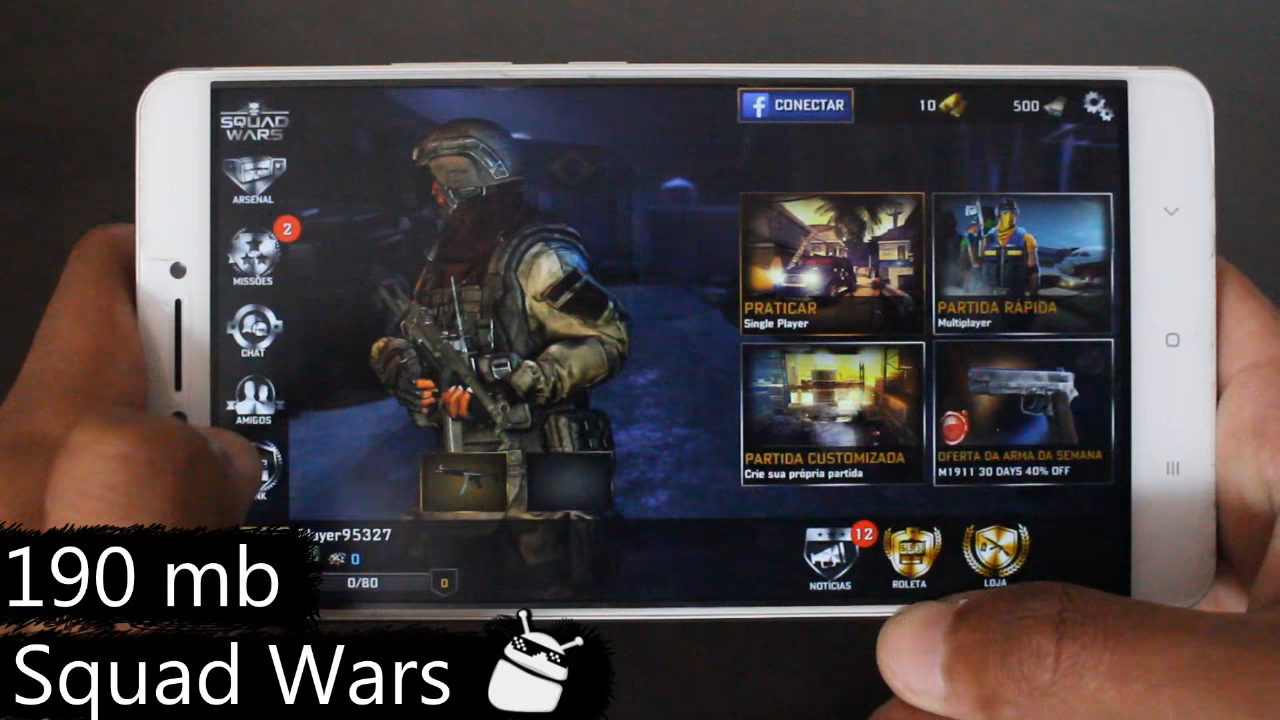 SQUAD
WARS
CONECTAR
10
500
ARSENAL
2
MISSÕES
CHAT
AMIGOS
PRATICAR
Single Player
PARTIDA RÁPIDA
Multiplayer
PARTIDA CUSTOMIZADA
Crie sua própria partida
OFERTA DA ARMA DA SEMANA
M1911 30 DAYS 40% OFF
layer95327
0
0/80
0
12
NOTÍCIAS
ROLETA
LOJA
190 mb
Squad Wars